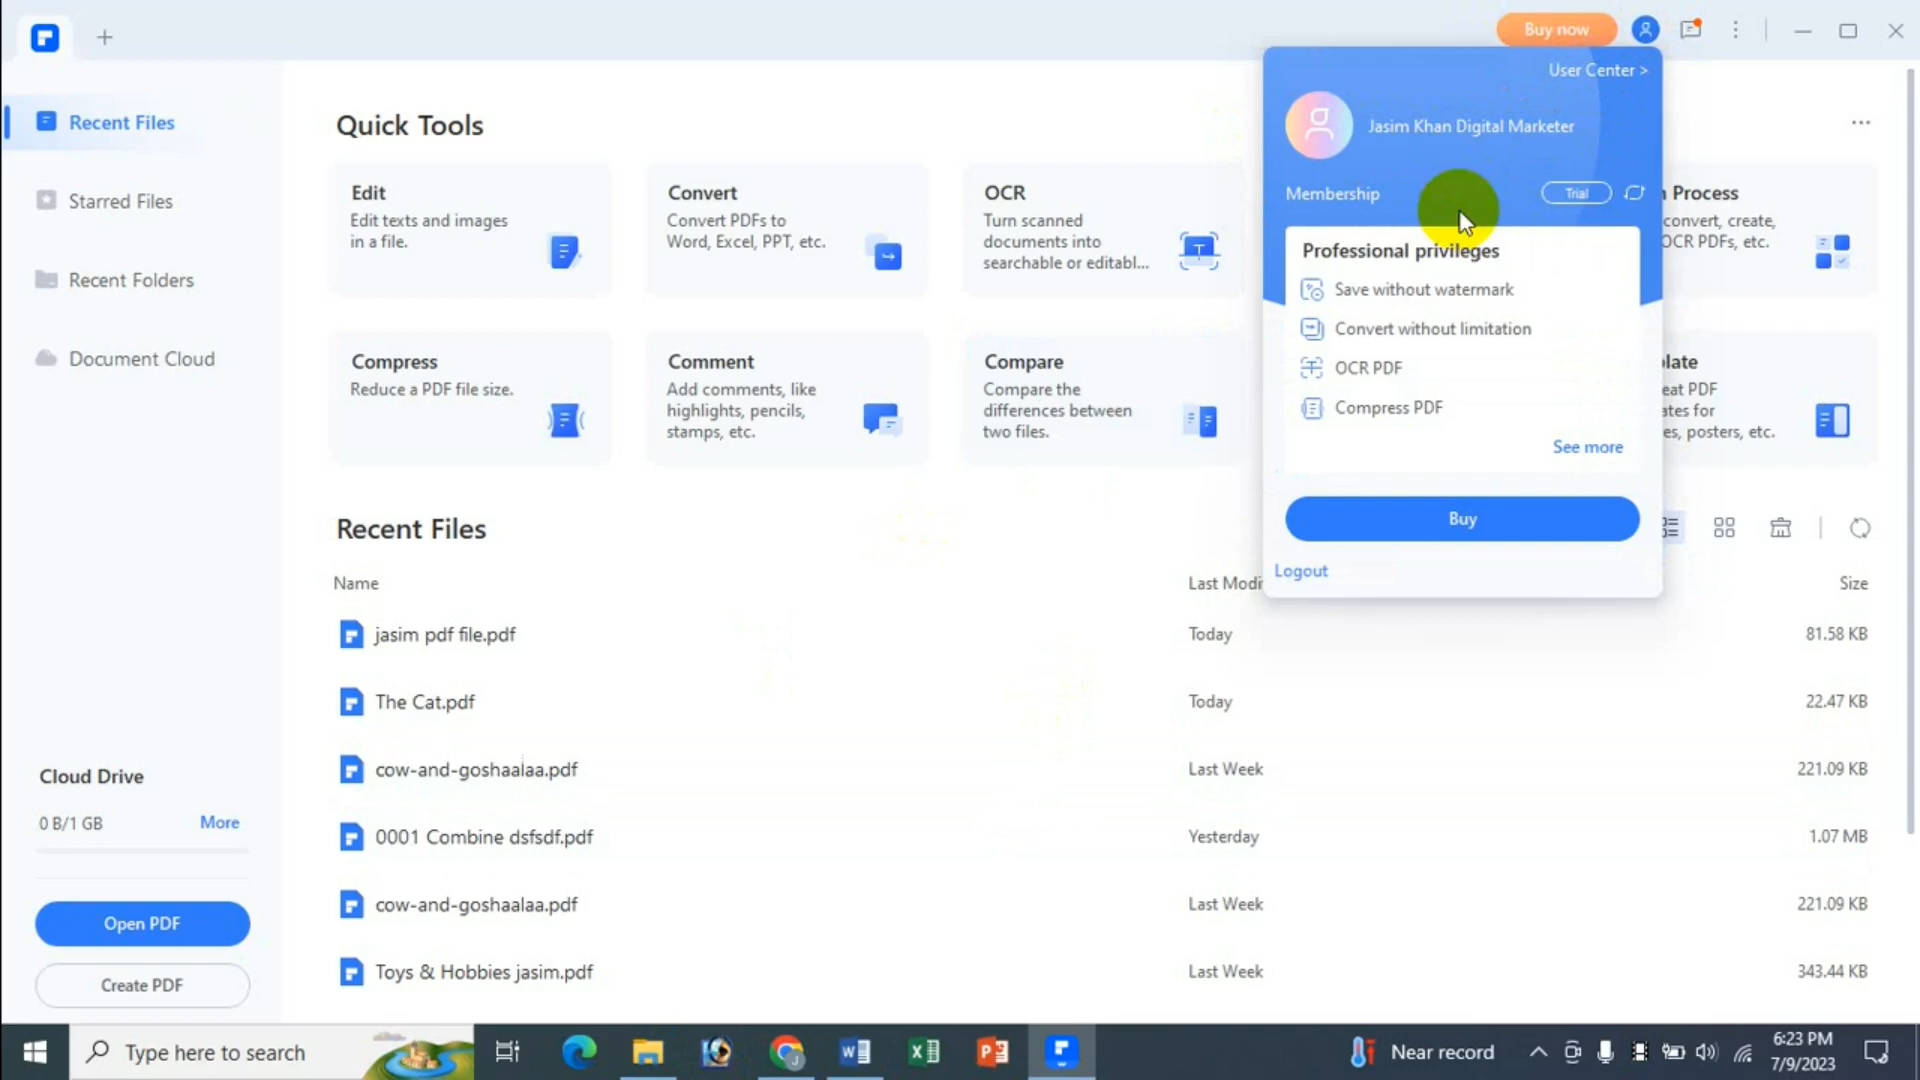 Buy now
User Center >
Recent Files
Starred Files
Recent Folders
Document Cloud
Quick Tools
Edit
Edit texts and images
in a file.
Convert
Convert PDFs to
Word, Excel, PPT, etc.
OCR
Turn scanned
documents into
searchable or editabl...
Process
convert, create,
OCR PDFs, etc.
Compress
Reduce a PDF file size.
Comment
Add comments, like
highlights, pencils,
stamps, etc.
Compare
Compare the
differences between
two files.
late
eat PDF
ates for
es, posters, etc.
Jasim Khan Digital Marketer
Membership
Trial
Professional privileges
Save without watermark
Convert without limitation
OCR PDF
Compress PDF
See more
Buy
Logout
Recent Files
Name
Last Modi
Size
jasim pdf file.pdf
Today
81.58 KB
The Cat.pdf
Today
22.47 KB
cow-and-goshaalaa.pdf
Last Week
221.09 KB
0001 Combine dsfsdf.pdf
Yesterday
1.07 MB
cow-and-goshaalaa.pdf
Last Week
221.09 KB
Toys & Hobbies jasim.pdf
Last Week
343.44 KB
Cloud Drive
0 B/1 GB
More
Open PDF
Create PDF
Type here to search
Near record
6:23 PM
7/9/2023